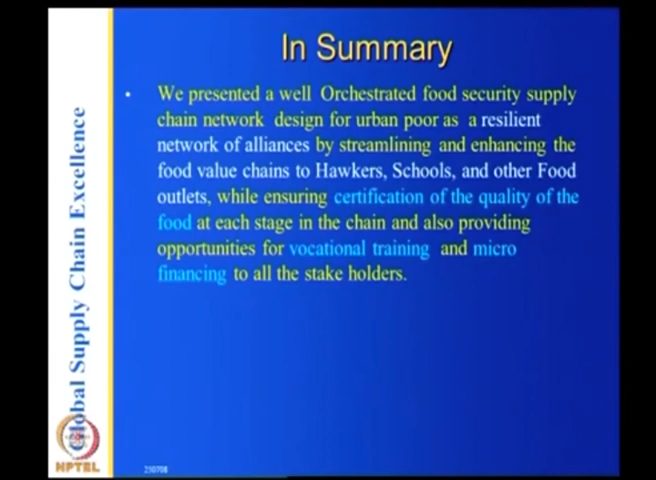 In Summary
• We presented a well Orchestrated food security supply
chain network design for urban poor as a resilient
network of alliances by streamlining and enhancing the
food value chains to Hawkers, Schools, and other Food
outlets, while ensuring certification of the quality of the
food at each stage in the chain and also providing
opportunities for vocational training and micro
financing to all the stake holders.
Global Supply Chain Excellence
NPTEL
250708